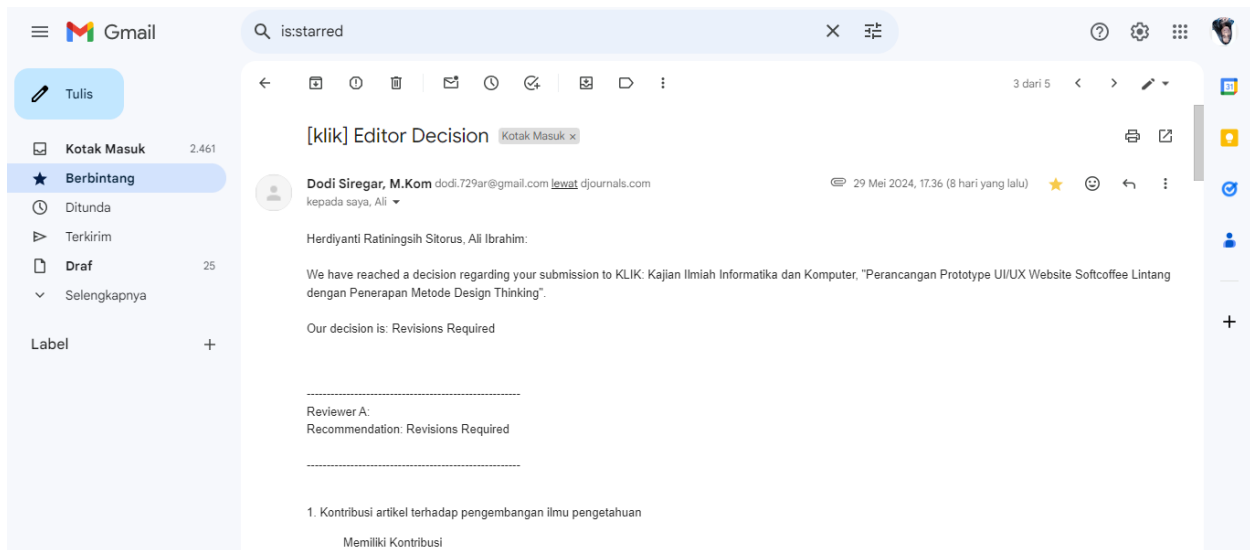 Gmail
is:starred
Tulis
3 dari 5
31
[klik] Editor Decision Kotak Masuk ×
Kotak Masuk 2.461
Berbintang
Ditunda
Terkirim
Draf 25
Selengkapnya
Label +
Dodi Siregar, M.Kom dodi.729ar@gmail.com lewat djournals.com
29 Mei 2024, 17.36 (8 hari yang lalu)
kepada saya, Ali
Herdiyanti Ratiningsih Sitorus, Ali Ibrahim:
We have reached a decision regarding your submission to KLIK: Kajian Ilmiah Informatika dan Komputer, "Perancangan Prototype UI/UX Website Softcoffee Lintang
dengan Penerapan Metode Design Thinking".
Our decision is: Revisions Required
------------------------------------------------------
Reviewer A:
Recommendation: Revisions Required
------------------------------------------------------
1. Kontribusi artikel terhadap pengembangan ilmu pengetahuan
Memiliki Kontribusi